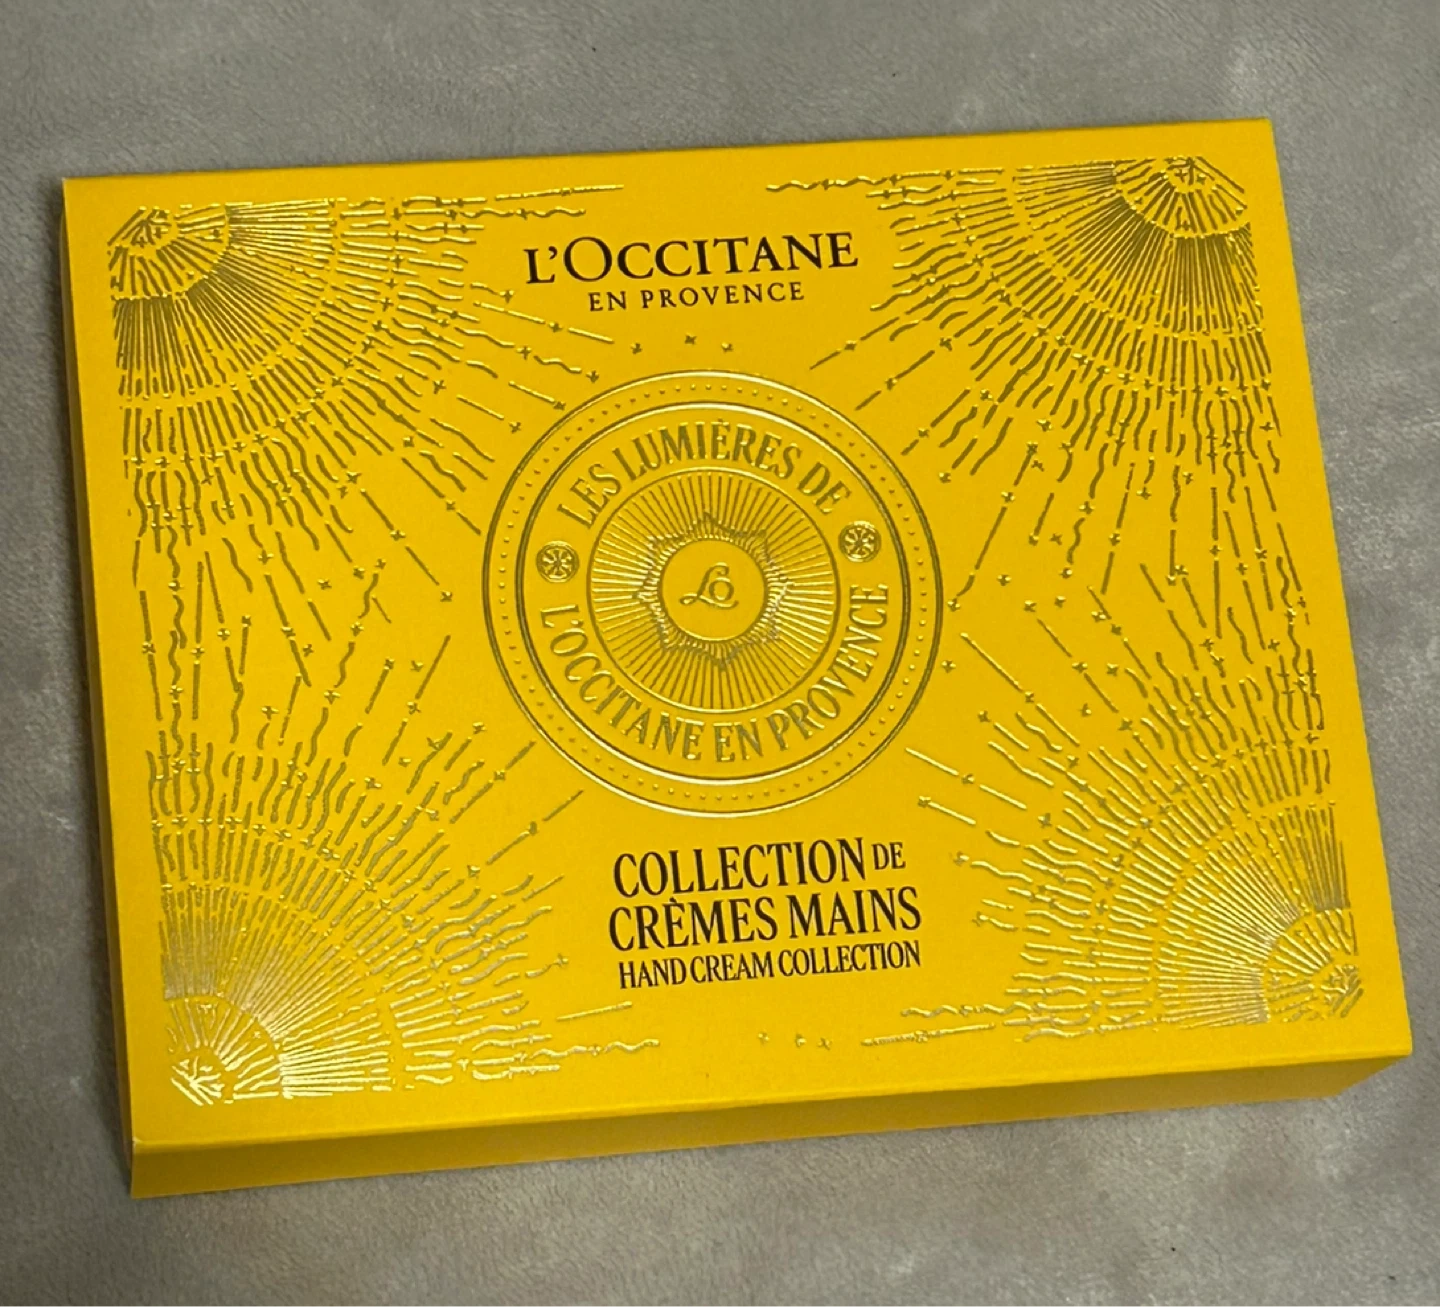 L'OCCITANE
EN PROVENCE
LES LUMIÈRES DE
LO
L'OCCITANE EN PROVENCE
COLLECTION DE
CRÈMES MAINS
HAND CREAM COLLECTION